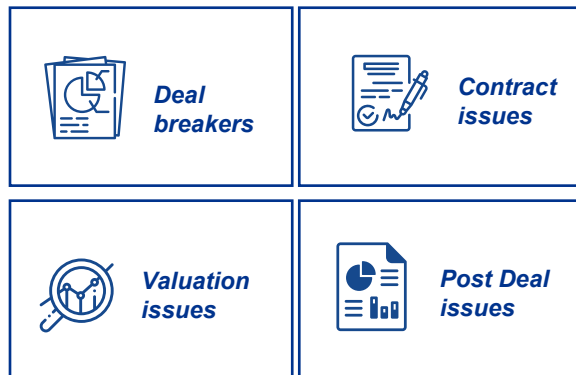 Deal
breakers
Contract
issues
Valuation
issues
Post Deal
issues